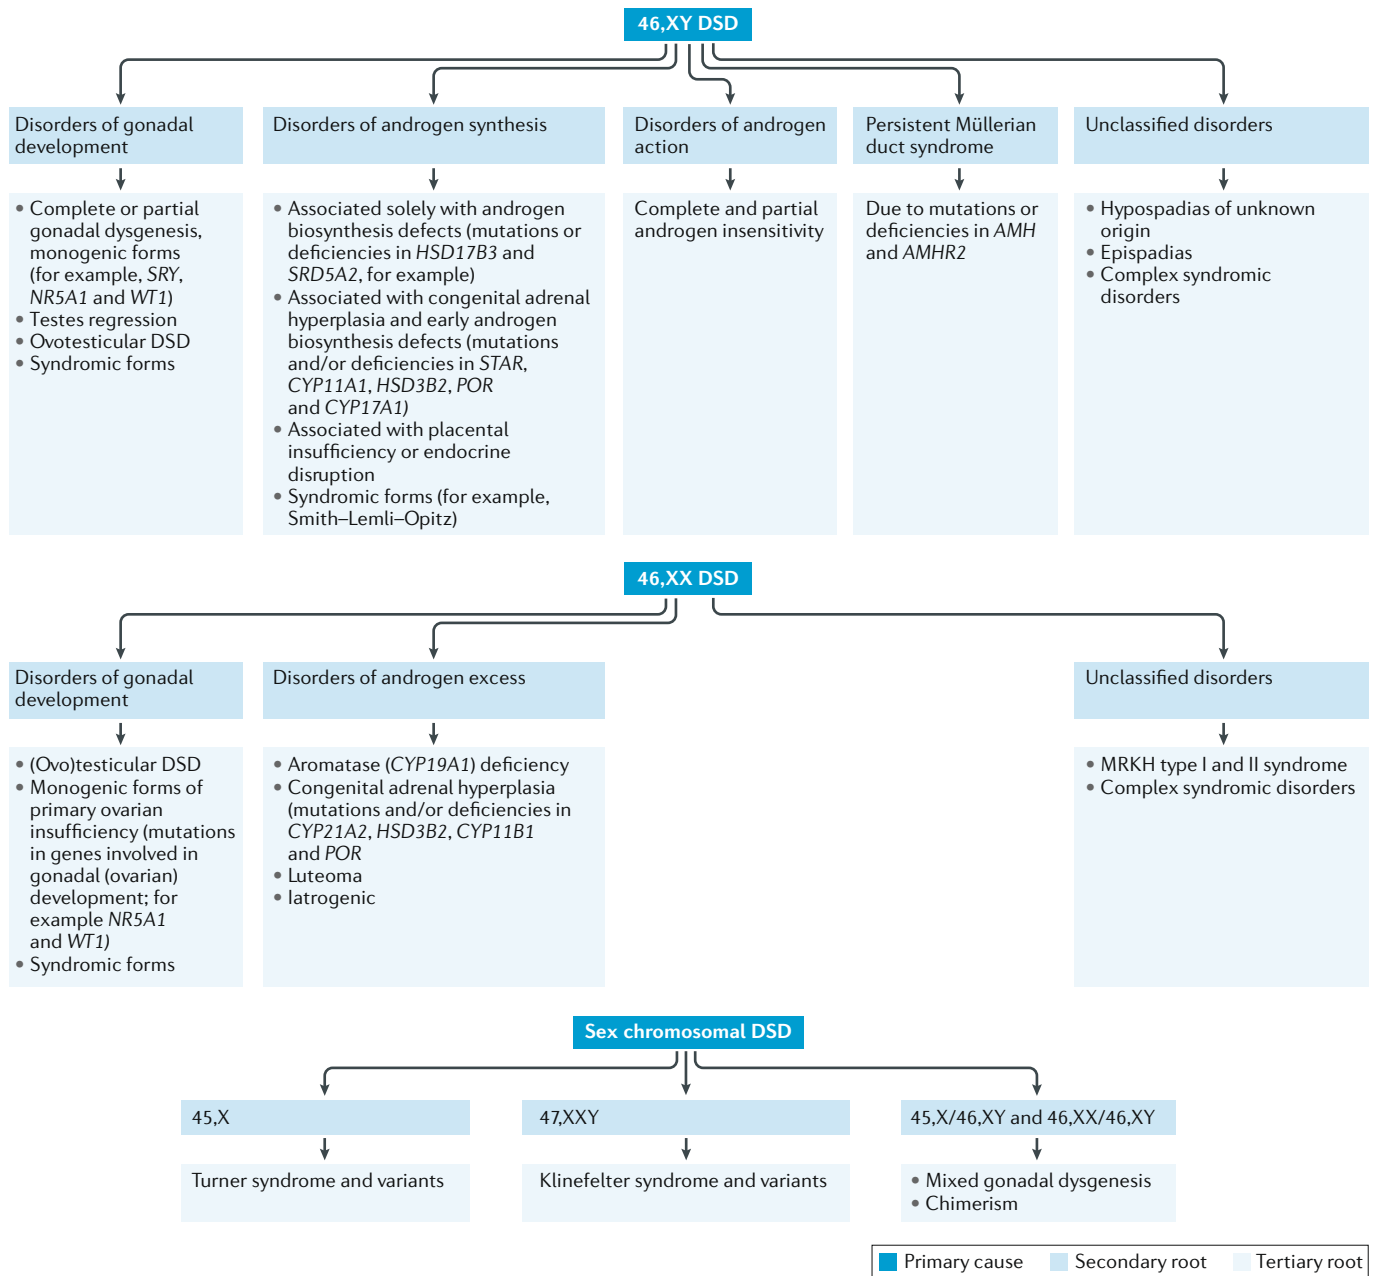 46,XY DSD
Disorders of gonadal
development
• Complete or partial
gonadal dysgenesis,
monogenic forms
(for example, SRY,
NR5A1 and WT1)
• Testes regression
• Ovotesticular DSD
• Syndromic forms
Disorders of androgen synthesis
• Associated solely with androgen
biosynthesis defects (mutations or
deficiencies in HSD17B3 and
SRD5A2, for example)
• Associated with congenital adrenal
hyperplasia and early androgen
biosynthesis defects (mutations
and/or deficiencies in STAR,
CYP11A1, HSD3B2, POR
and CYP17A1)
• Associated with placental
insufficiency or endocrine
disruption
• Syndromic forms (for example,
Smith–Lemli–Opitz)
Disorders of androgen
action
Complete and partial
androgen insensitivity
Persistent Müllerian
duct syndrome
Due to mutations or
deficiencies in AMH
and AMHR2
Unclassified disorders
• Hypospadias of unknown
origin
• Epispadias
• Complex syndromic
disorders
46,XX DSD
Disorders of gonadal
development
• (Ovo)testicular DSD
• Monogenic forms of
primary ovarian
insufficiency (mutations
in genes involved in
gonadal (ovarian)
development; for
example NR5A1
and WT1)
• Syndromic forms
Disorders of androgen excess
• Aromatase (CYP19A1) deficiency
• Congenital adrenal hyperplasia
(mutations and/or deficiencies in
CYP21A2, HSD3B2, CYP11B1
and POR
• Luteoma
• Iatrogenic
Unclassified disorders
• MRKH type I and II syndrome
• Complex syndromic disorders
Sex chromosomal DSD
45,X
Turner syndrome and variants
47,XXY
Klinefelter syndrome and variants
45,X/46,XY and 46,XX/46,XY
• Mixed gonadal dysgenesis
• Chimerism
Primary cause
Secondary root
Tertiary root